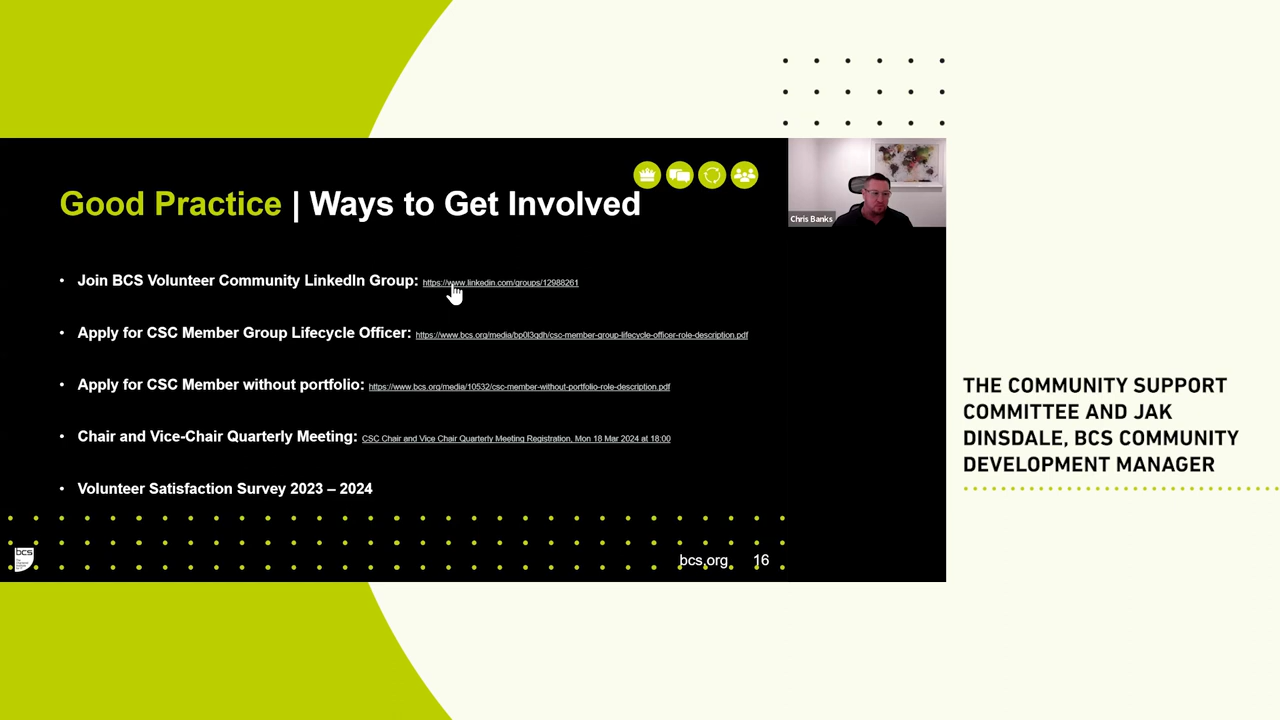 Good Practice | Ways to Get Involved
• Join BCS Volunteer Community LinkedIn Group: https://www.linkedin.com/groups/12988261
• Apply for CSC Member Group Lifecycle Officer: https://www.bcs.org/media/bp0l3qdh/csc-member-group-lifecycle-officer-role-description.pdf
• Apply for CSC Member without portfolio: https://www.bcs.org/media/10532/csc-member-without-portfolio-role-description.pdf
• Chair and Vice-Chair Quarterly Meeting: CSC Chair and Vice Chair Quarterly Meeting Registration, Mon 18 Mar 2024 at 18:00
• Volunteer Satisfaction Survey 2023 – 2024
bcs
bcs.org 16
Chris Banks
THE COMMUNITY SUPPORT
COMMITTEE AND JAK
DINSDALE, BCS COMMUNITY
DEVELOPMENT MANAGER